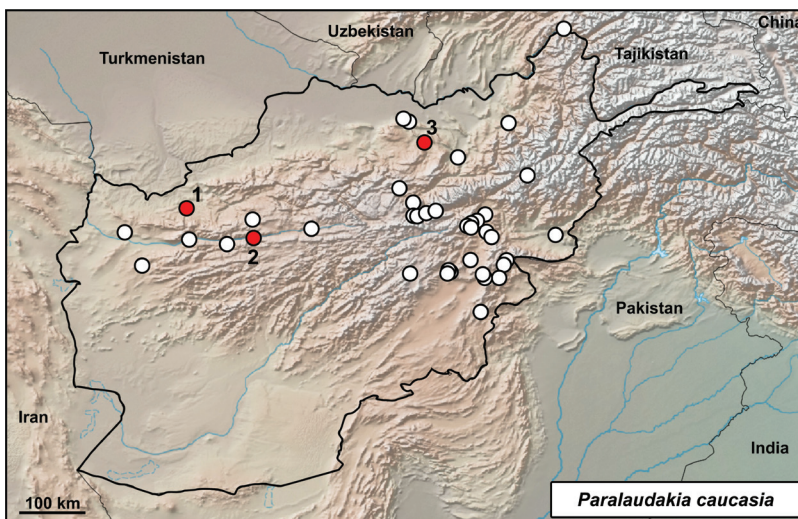 Uzbekistan
China
Turkmenistan
Tajikistan
3
1
2
Pakistan
Iran
India
100 km
Paralaudakia caucasia